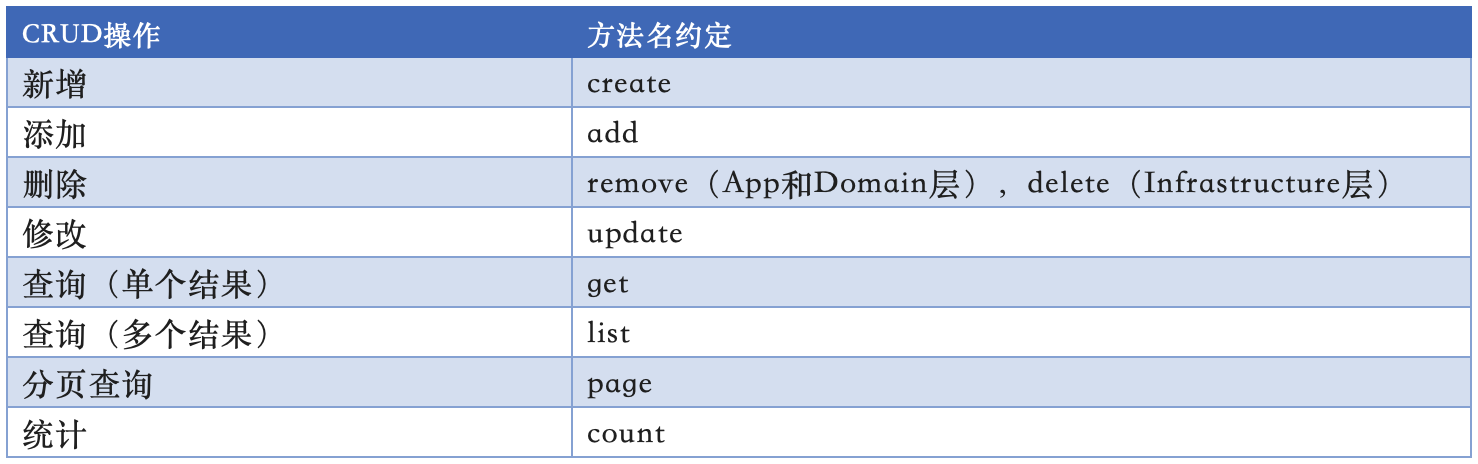 CRUD操作 方法名约定
新增 create
添加 add
删除 remove（App和Domain层）, delete（Infrastructure层）
修改 update
查询（单个结果） get
查询（多个结果） list
分页查询 page
统计 count